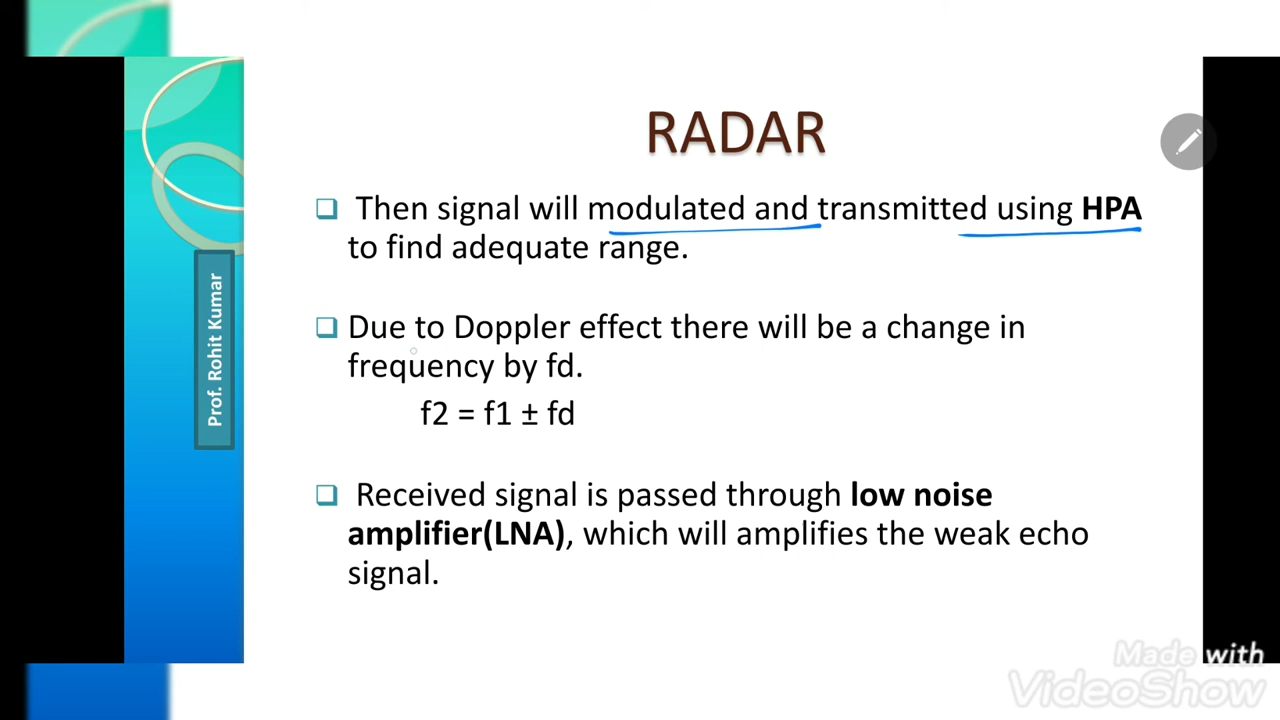 RADAR
Then signal will modulated and transmitted using HPA
to find adequate range.
Due to Doppler effect there will be a change in
frequency by fd.
f2 = f1 ± fd
Received signal is passed through low noise
amplifier(LNA), which will amplifies the weak echo
signal.
Prof. Rohit Kumar
Made with
VideoShow